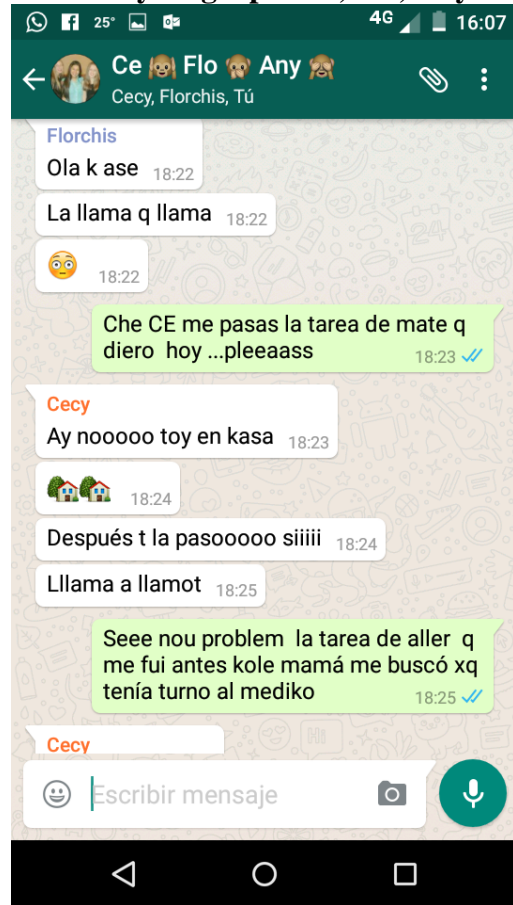 25° 4G 16:07
Ce 🙌 Flo 🙊 Any 🙈
Cecy, Florchis, Tú
Florchis
Ola k ase 18:22
La llama q llama 18:22
😳 18:22
Che CE me pasas la tarea de mate q
diero hoy ...pleeaass 18:23
Cecy
Ay nooooo toy en kasa 18:23
🏡🏡 18:24
Después t la pasooooo siiiii 18:24
Lllama a llamot 18:25
Seee nou problem la tarea de aller q
me fui antes kole mamá me buscó xq
tenía turno al mediko 18:25
Cecy
Escribir mensaje